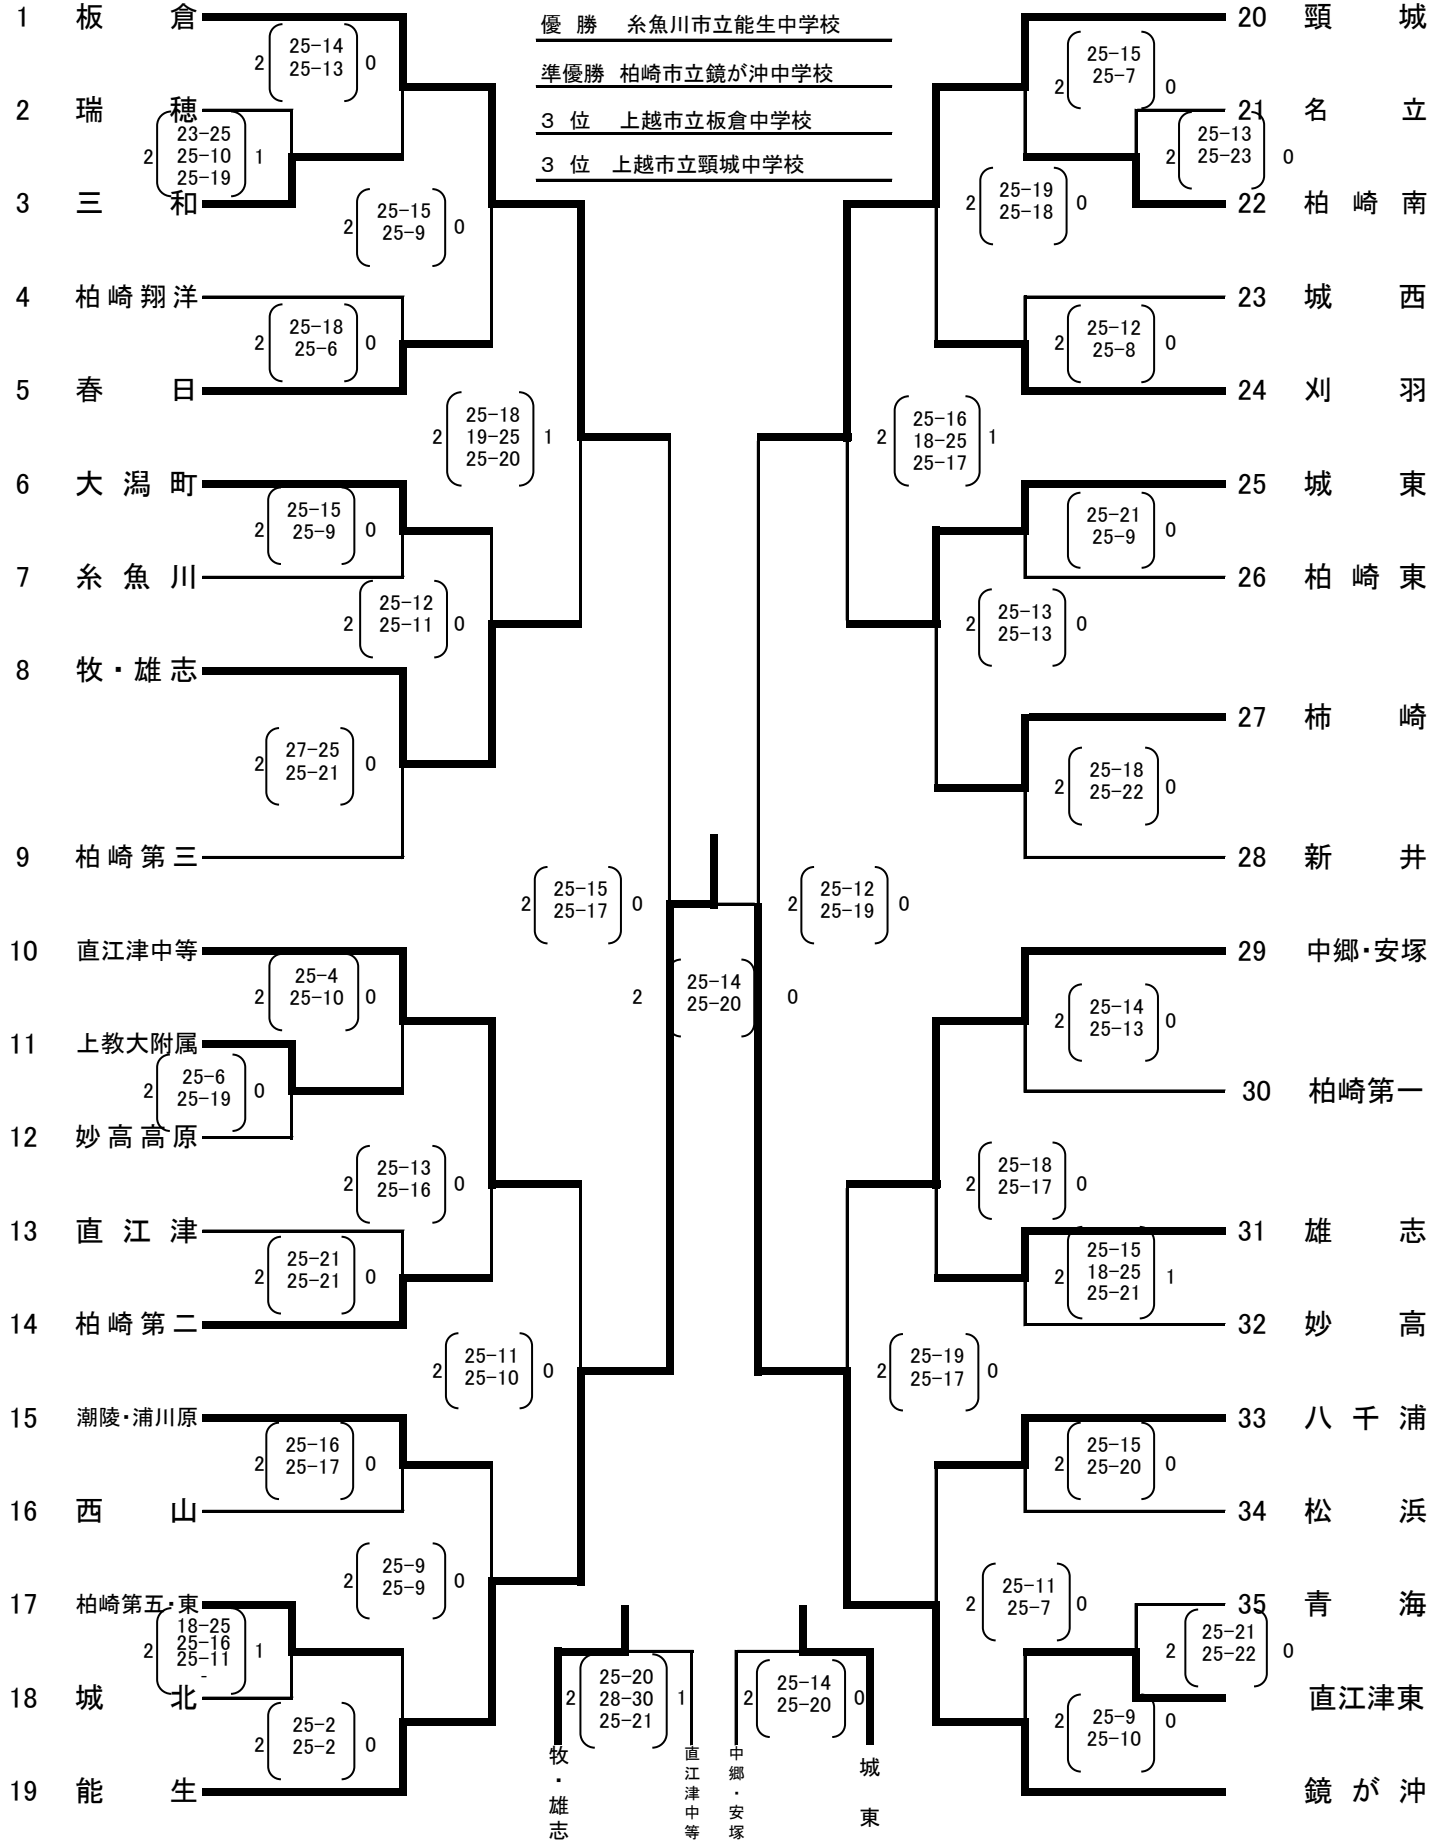 優 勝 糸魚川市立能生中学校
準優勝 柏崎市立鏡が沖中学校
３ 位 上越市立板倉中学校
３ 位 上越市立頸城中学校
1 板 倉
2 25-14 0
25-13
2 瑞 穂
2 23-25 1
25-10
25-19
3 三 和
2 25-15 0
25-9
4 柏崎翔洋
2 25-18 0
25-6
5 春 日
2 25-18 1
19-25
25-20
6 大 潟 町
2 25-15 0
25-9
7 糸 魚 川
2 25-12 0
25-11
8 牧・雄志
2 27-25 0
25-21
9 柏崎第三
2 25-15 0
25-17
10 直江津中等
2 25-4 0
25-10
11 上教大附属
2 25-6 0
25-19
12 妙高高原
2 25-13 0
25-16
13 直 江 津
2 25-21 0
25-21
14 柏崎第二
2 25-11 0
25-10
15 潮陵・浦川原
2 25-16 0
25-17
16 西 山
2 25-9 0
25-9
17 柏崎第五・東
2 18-25 1
25-16
25-11
-
18 城 北
2 25-2 0
25-2
19 能 生
2 25-14 0
25-20
20 頸 城
2 25-15 0
25-7
21 名 立
2 25-13 0
25-23
22 柏 崎 南
2 25-19 0
25-18
23 城 西
2 25-12 0
25-8
24 刈 羽
2 25-16 1
18-25
25-17
25 城 東
2 25-21 0
25-9
26 柏 崎 東
2 25-13 0
25-13
27 柿 崎
2 25-18 0
25-22
28 新 井
2 25-12 0
25-19
29 中郷・安塚
2 25-14 0
25-13
30 柏崎第一
2 25-18 0
25-17
31 雄 志
2 25-15 1
18-25
25-21
32 妙 高
2 25-19 0
25-17
33 八 千 浦
2 25-15 0
25-20
34 松 浜
2 25-11 0
25-7
35 青 海
2 25-21 0
25-22
直江津東
2 25-9 0
25-10
鏡 が 沖
2 25-20 1
28-30
25-21
牧・雄志
直江津中等
2 25-14 0
25-20
中郷・安塚
城東